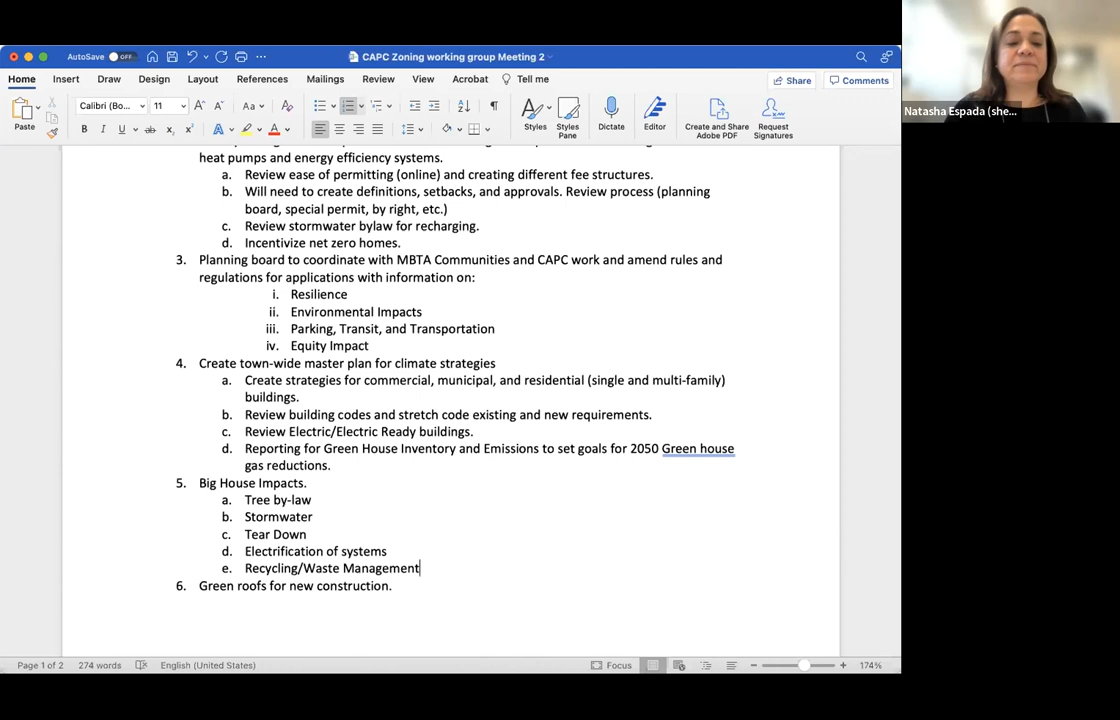 AutoSave OFF
CAPC Zoning working group Meeting 2
Home Insert Draw Design Layout References Mailings Review View Acrobat Tell me
Share Comments
Paste
Calibri (Bo... 11
Aa
B I U ab x₂ x²
Styles
Styles Pane
Dictate
Editor
Create and Share Adobe PDF
Request Signatures
Natasha Espada (she...
heat pumps and energy efficiency systems.
a. Review ease of permitting (online) and creating different fee structures.
b. Will need to create definitions, setbacks, and approvals. Review process (planning
board, special permit, by right, etc.)
c. Review stormwater bylaw for recharging.
d. Incentivize net zero homes.
3. Planning board to coordinate with MBTA Communities and CAPC work and amend rules and
regulations for applications with information on:
i. Resilience
ii. Environmental Impacts
iii. Parking, Transit, and Transportation
iv. Equity Impact
4. Create town-wide master plan for climate strategies
a. Create strategies for commercial, municipal, and residential (single and multi-family)
buildings.
b. Review building codes and stretch code existing and new requirements.
c. Review Electric/Electric Ready buildings.
d. Reporting for Green House Inventory and Emissions to set goals for 2050 Green house
gas reductions.
5. Big House Impacts.
a. Tree by-law
b. Stormwater
c. Tear Down
d. Electrification of systems
e. Recycling/Waste Management
6. Green roofs for new construction.
Page 1 of 2 274 words English (United States) Focus 174%